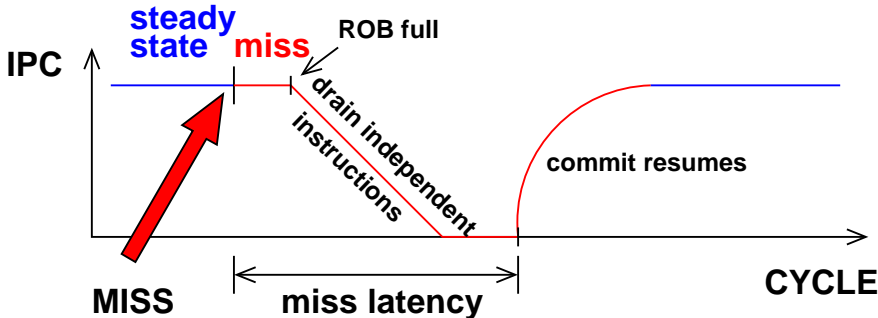 steady
state
miss
ROB full
IPC
drain independent
instructions
commit resumes
MISS
miss latency
CYCLE